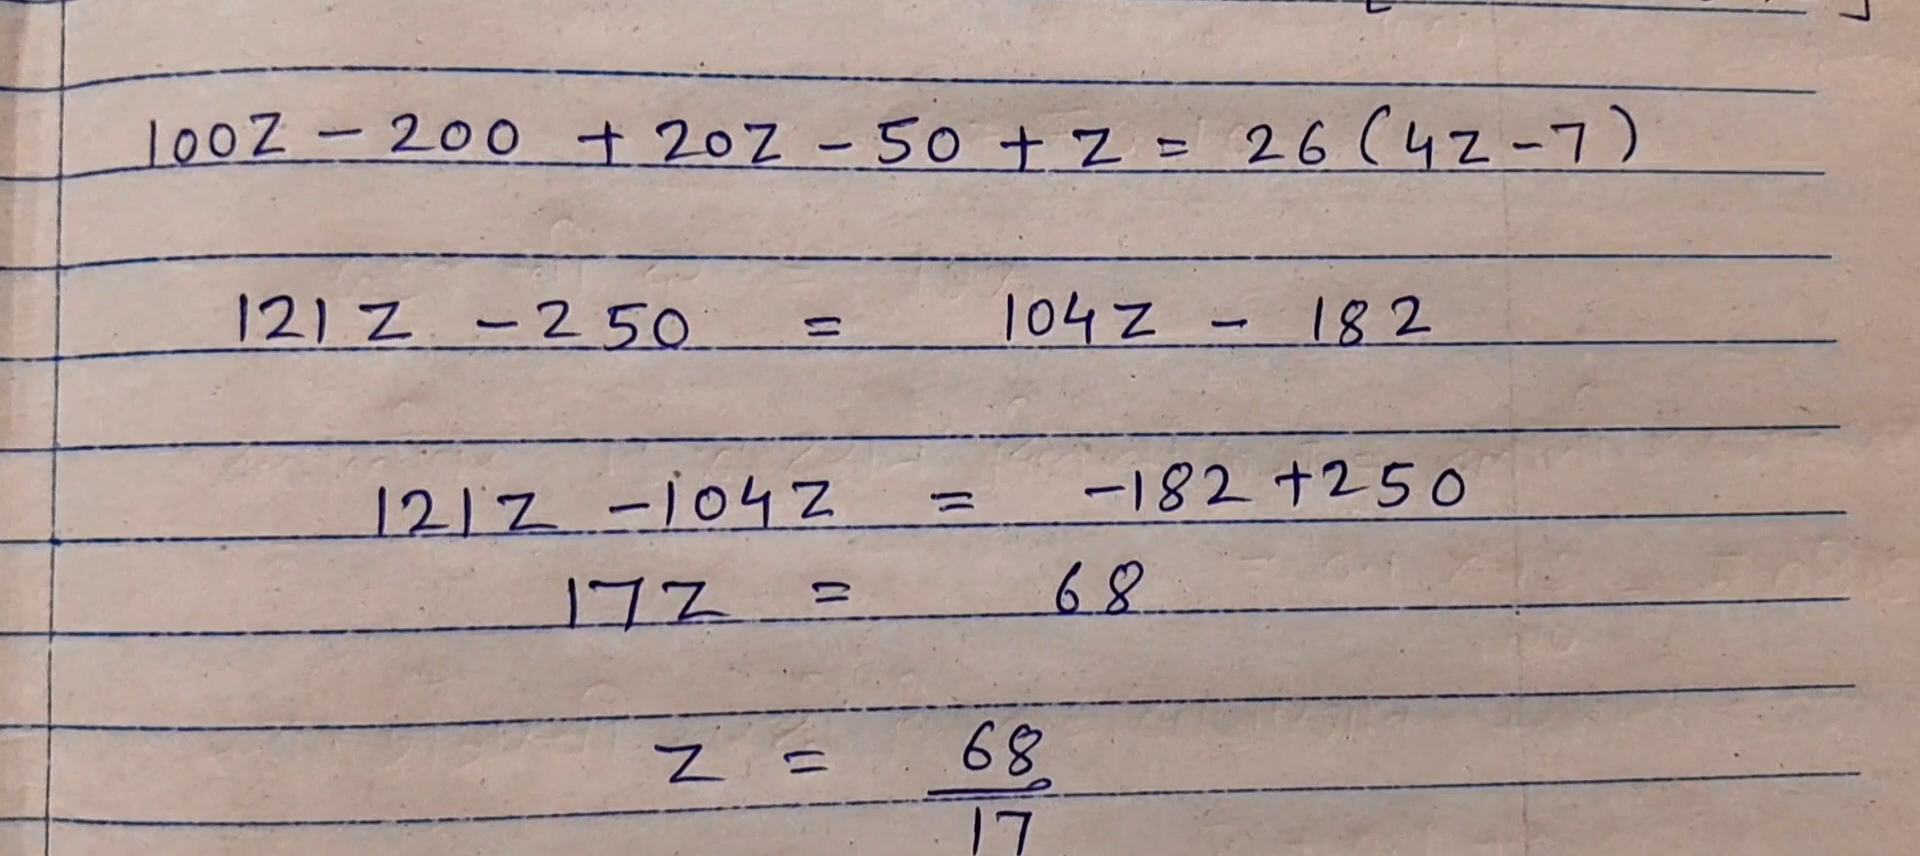 100Z - 200 + 20Z - 50 + Z = 26(4Z-7)
121Z - 250 = 104Z - 182
121Z - 104Z = -182 + 250
17Z = 68
Z = 68/17